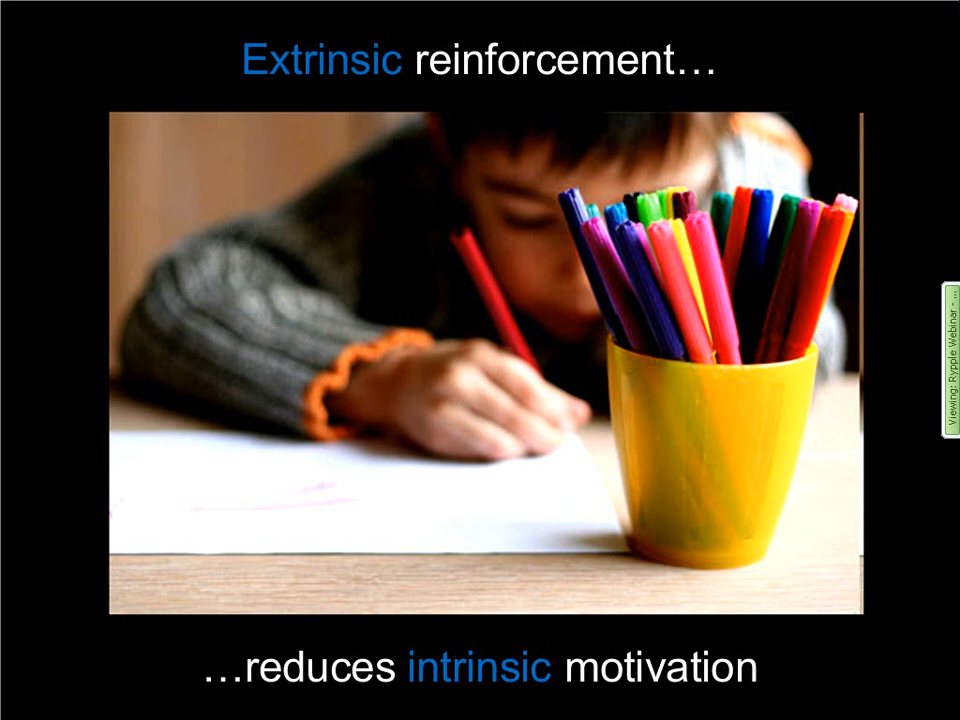 Extrinsic reinforcement…
Viewing: Rypple Webinar - ...
…reduces intrinsic motivation